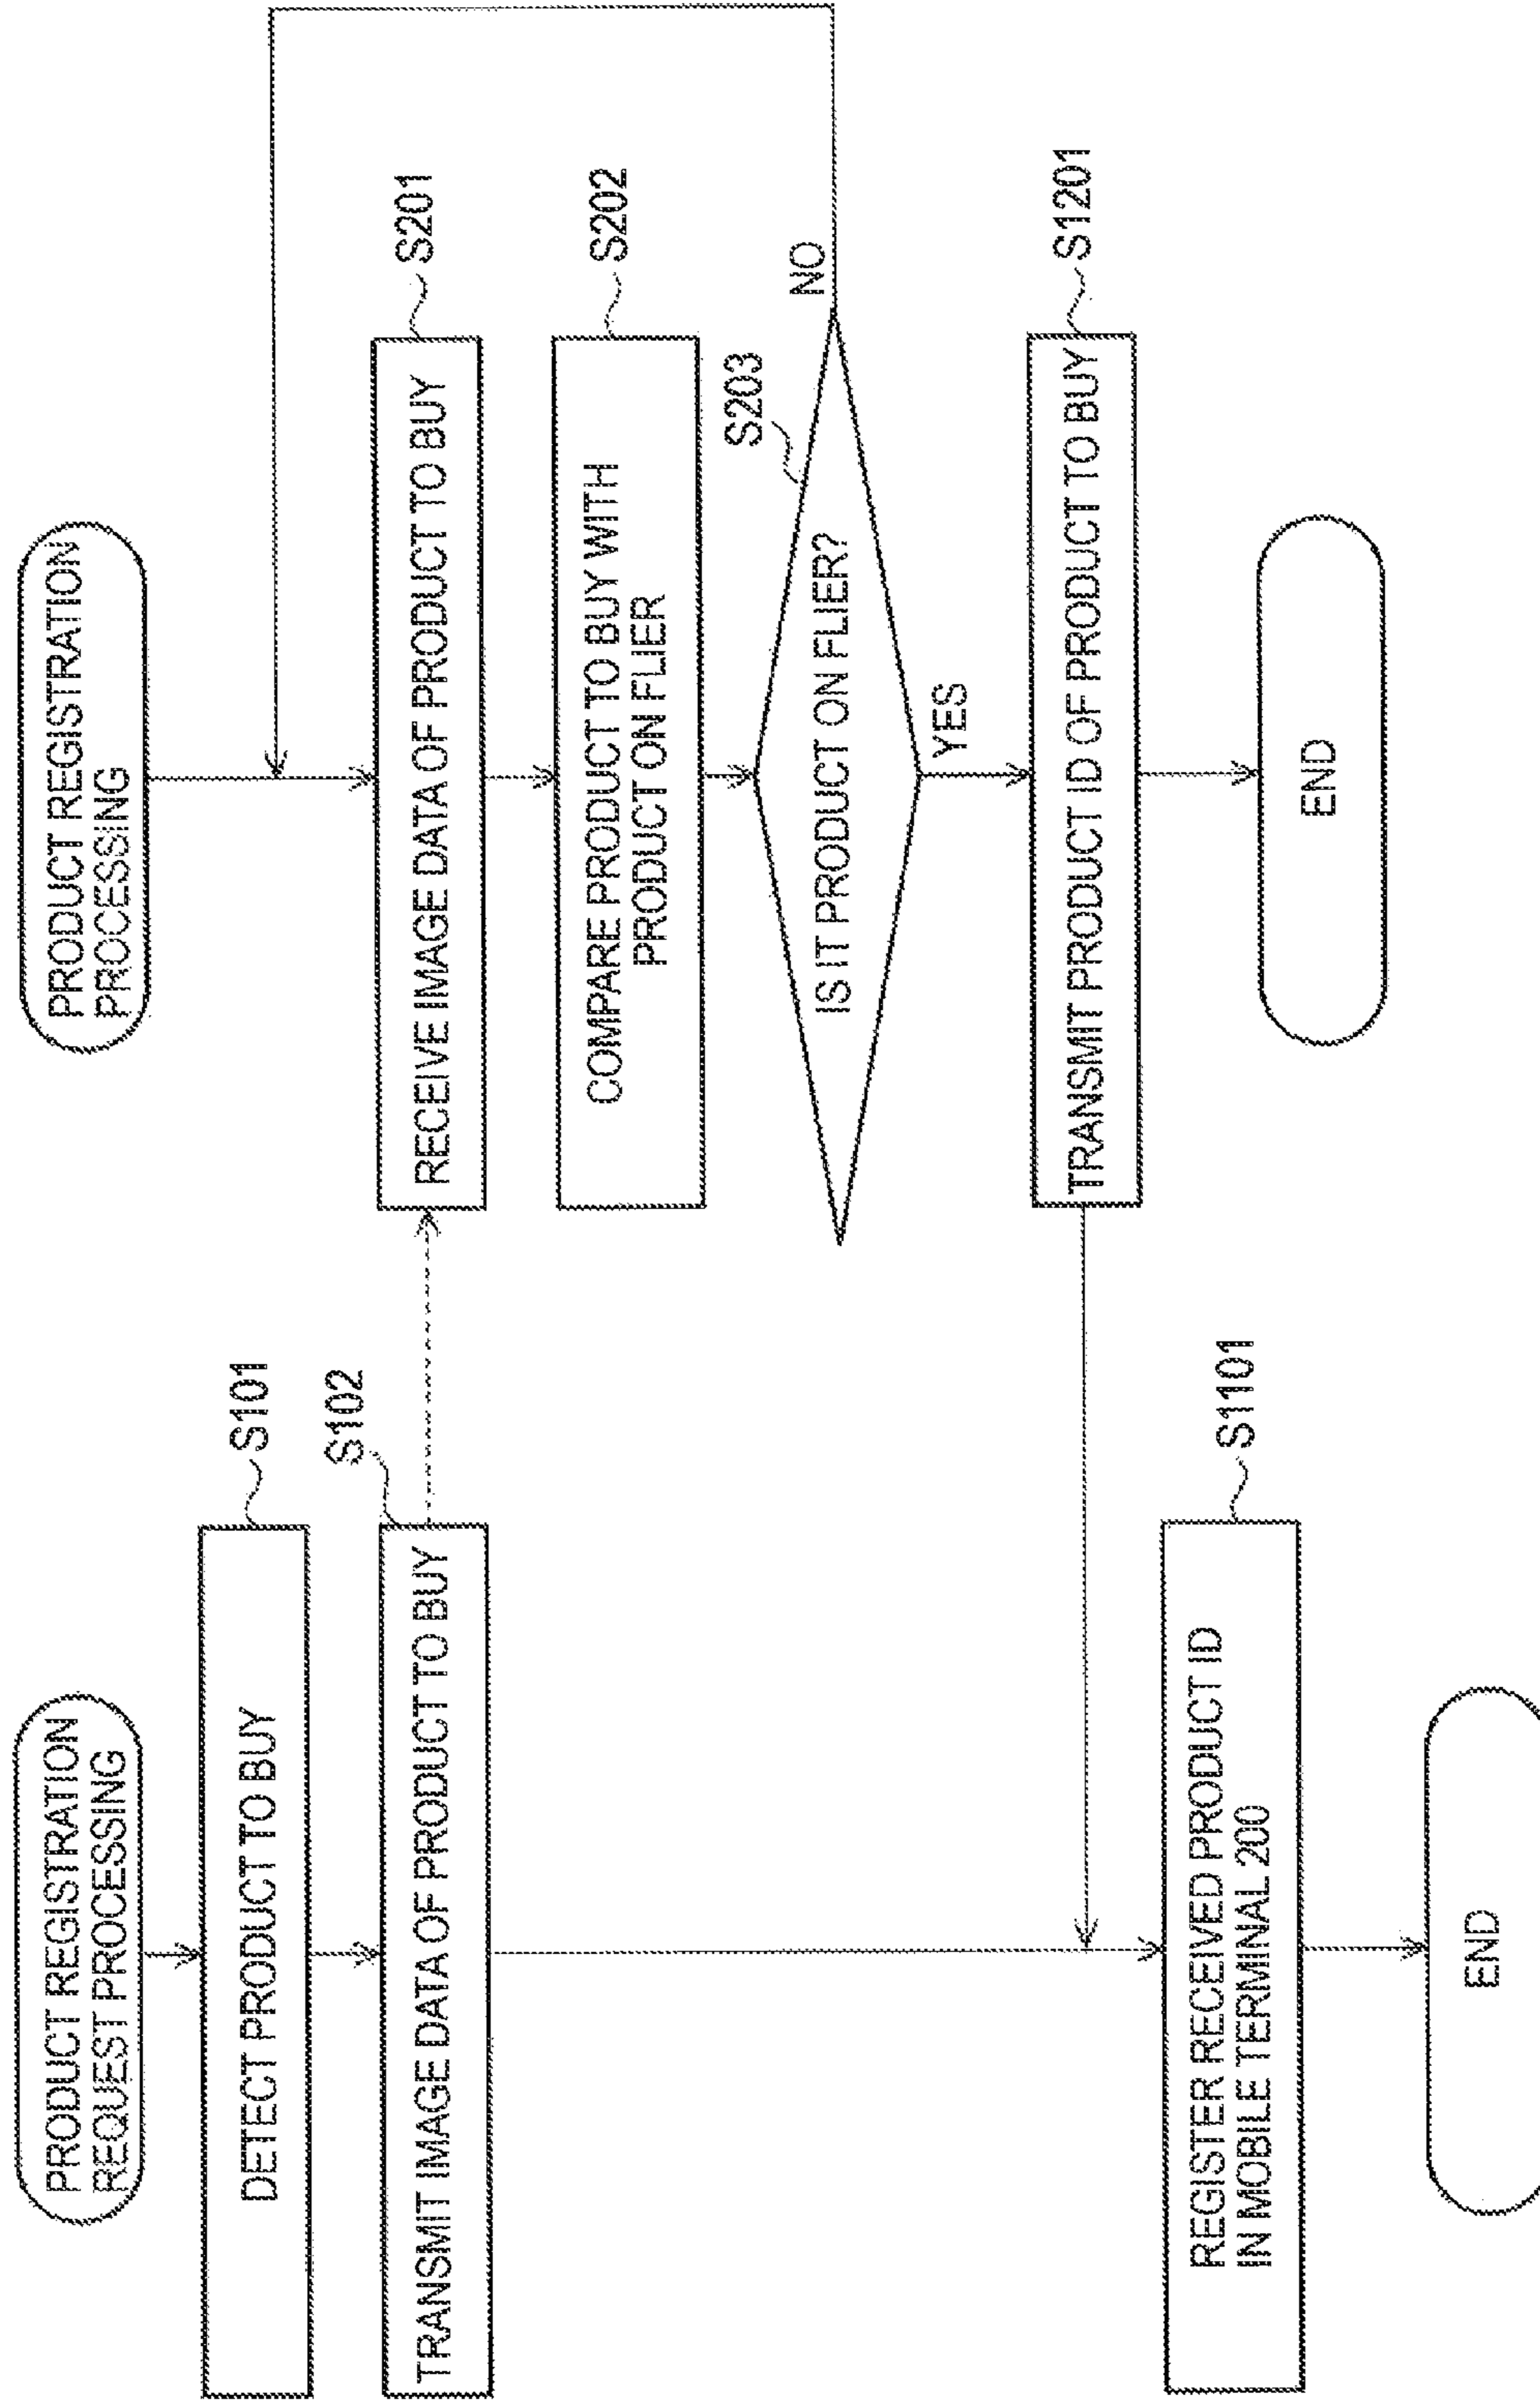 PRODUCT REGISTRATION
REQUEST PROCESSING
DETECT PRODUCT TO BUY
S101
S102
TRANSMIT IMAGE DATA OF PRODUCT TO BUY
REGISTER RECEIVED PRODUCT ID
IN MOBILE TERMINAL 200
S1101
END
PRODUCT REGISTRATION
PROCESSING
RECEIVE IMAGE DATA OF PRODUCT TO BUY
S201
COMPARE PRODUCT TO BUY WITH
PRODUCT ON FLIER
S202
S203
IS IT PRODUCT ON FLIER?
NO
YES
TRANSMIT PRODUCT ID OF PRODUCT TO BUY
S1201
END